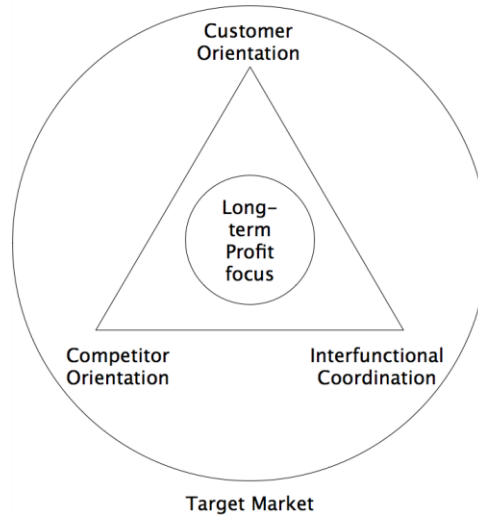 Customer
Orientation
Long-
term
Profit
focus
Competitor
Orientation
Interfunctional
Coordination
Target Market